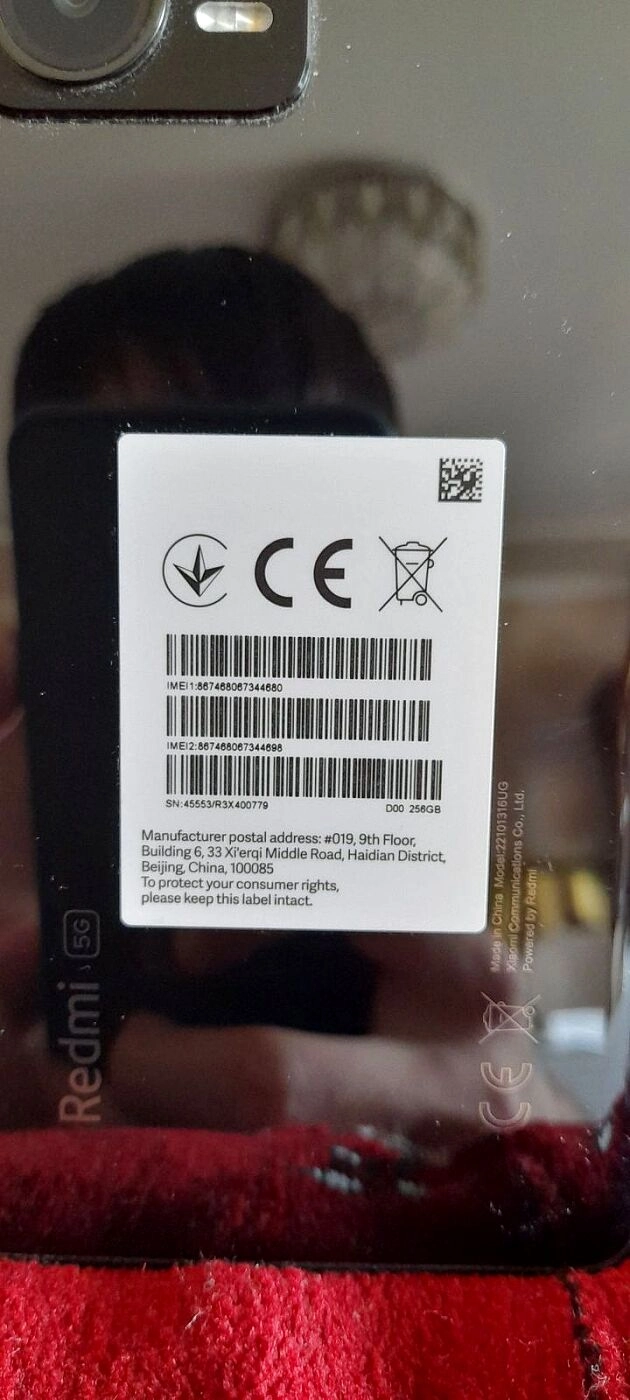 CE
IMEI1:867468067344680
IMEI2:867468067344698
SN:45553/R3X400779 D00 256GB
Manufacturer postal address: #019, 9th Floor,
Building 6, 33 Xi'erqi Middle Road, Haidian District,
Beijing, China, 100085
To protect your consumer rights,
please keep this label intact.
Redmi 5G
Made in China Model:22101316UG
Xiaomi Communications Co., Ltd.
Powered by Redmi
CE